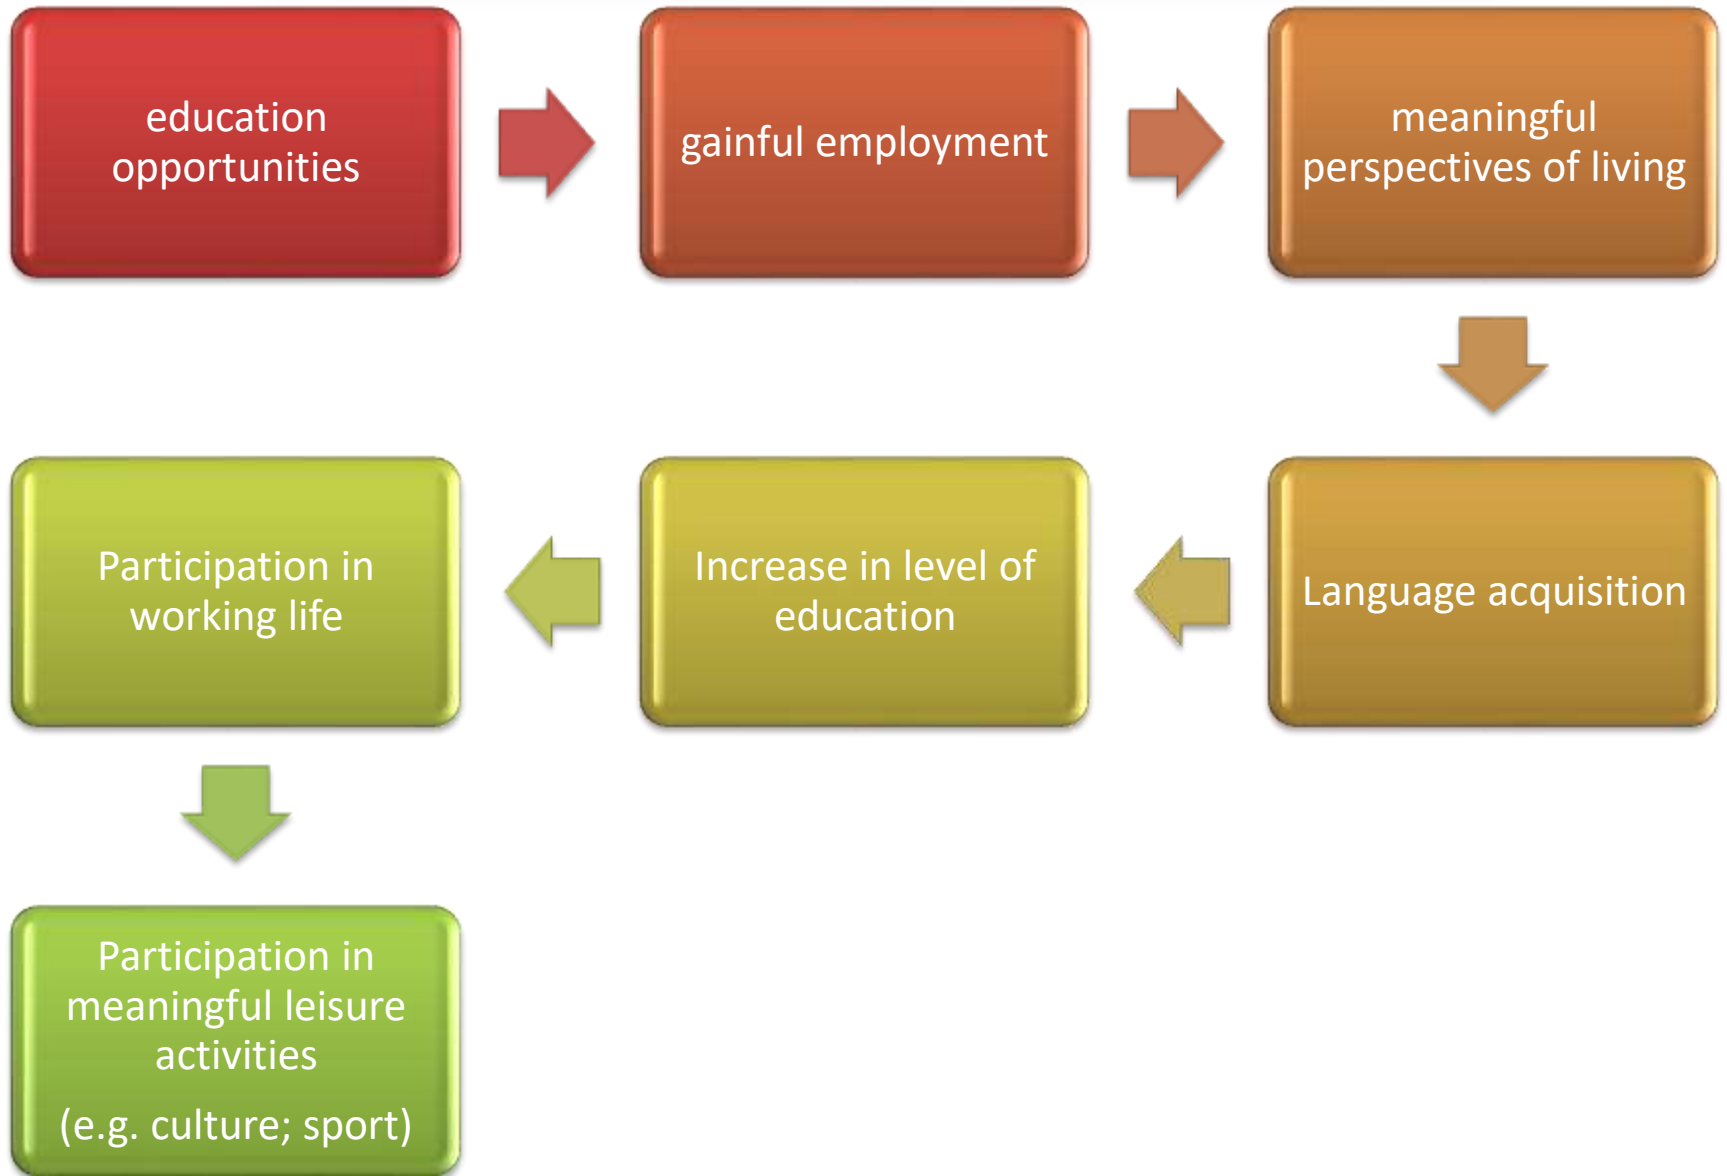 education
opportunities
gainful employment
meaningful
perspectives of living
Language acquisition
Increase in level of
education
Participation in
working life
Participation in
meaningful leisure
activities
(e.g. culture; sport)